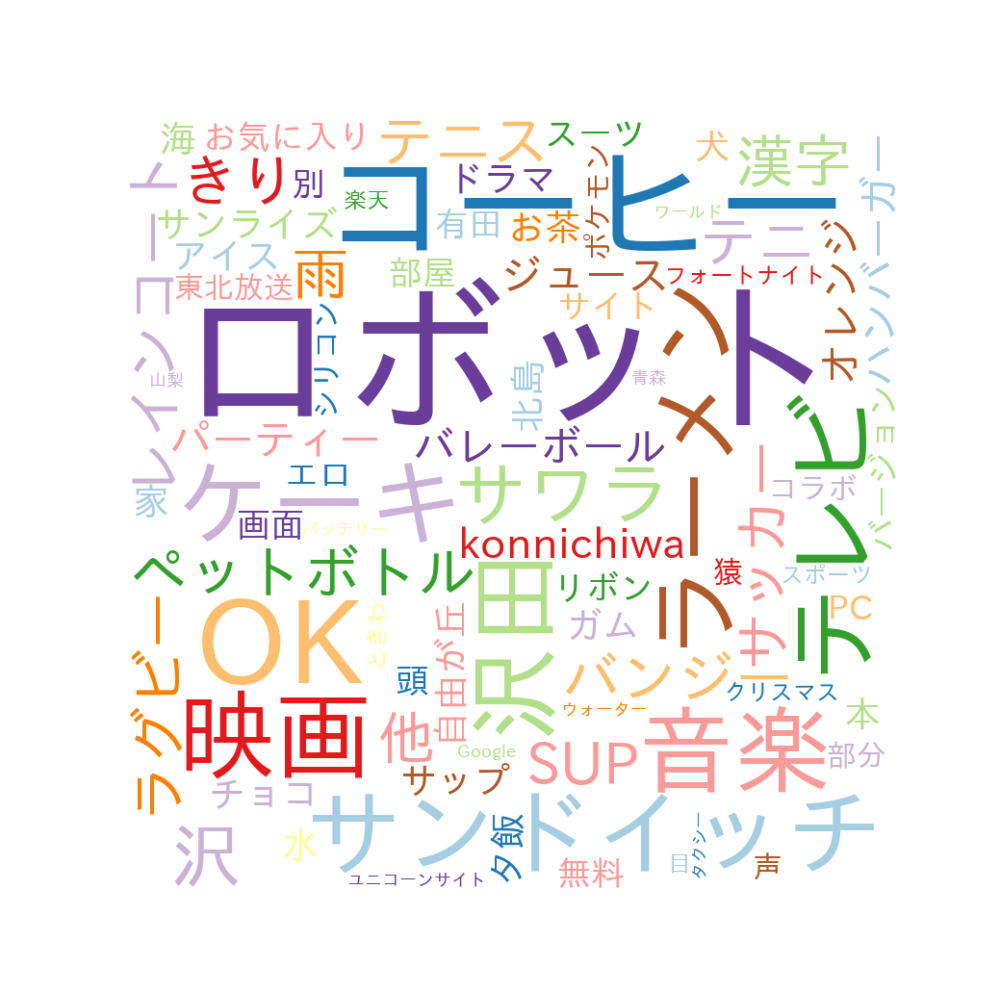 海
お気に入り
テニス
スーツ
犬
漢字
ハンバーガー
レインコート
きり
別
コーヒー
ドラマ
楽天
ポケモン
ワールド
サンライズ
有田
お茶
テニ
オレンジ
アイス
雨
部屋
ジュース
フォートナイト
東北放送
サイト
ロボット
シリコン
山梨
北島
青森
ラーメン
テレビ
バージョン
パーティー
バレーボール
家
エロ
ケーキ
サワラ
サッカー
コラボ
画面
バッテリー
konnichiwa
猿
スポーツ
ペットボトル
沢田
リボン
PC
ラグビー
OK
ときわ
自由が丘
ガム
頭
バンジー
クリスマス
映画
他
ウォーター
音楽
本
Google
SUP
部分
チョコ
サップ
沢
水
サンドイッチ
夕飯
タクシー
無料
目
声
ユニコーンサイト